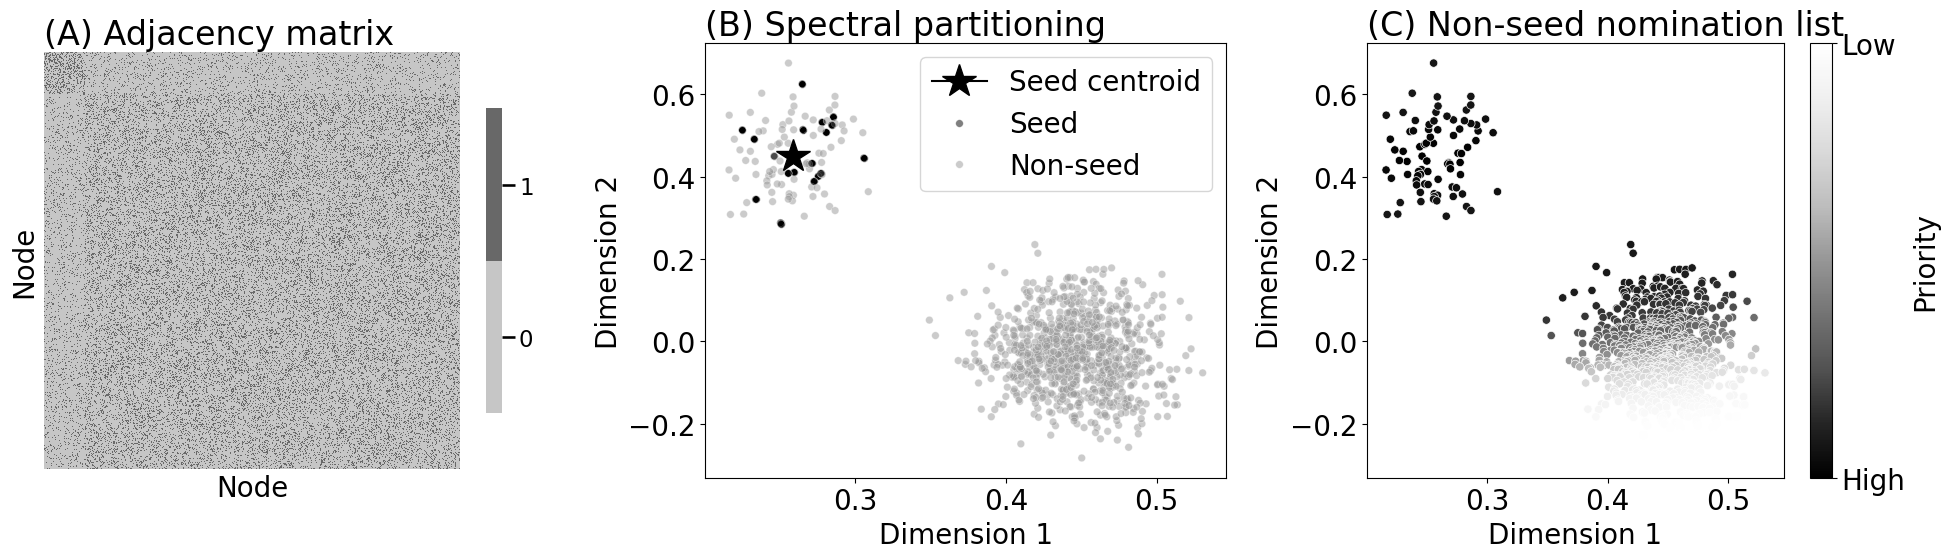 (A) Adjacency matrix
Node
Node
1
0
(B) Spectral partitioning
Seed centroid
Seed
Non-seed
Dimension 2
0.6
0.4
0.2
0.0
−0.2
0.3 0.4 0.5
Dimension 1
(C) Non-seed nomination list
Dimension 2
0.6
0.4
0.2
0.0
−0.2
0.3 0.4 0.5
Dimension 1
Low
High
Priority